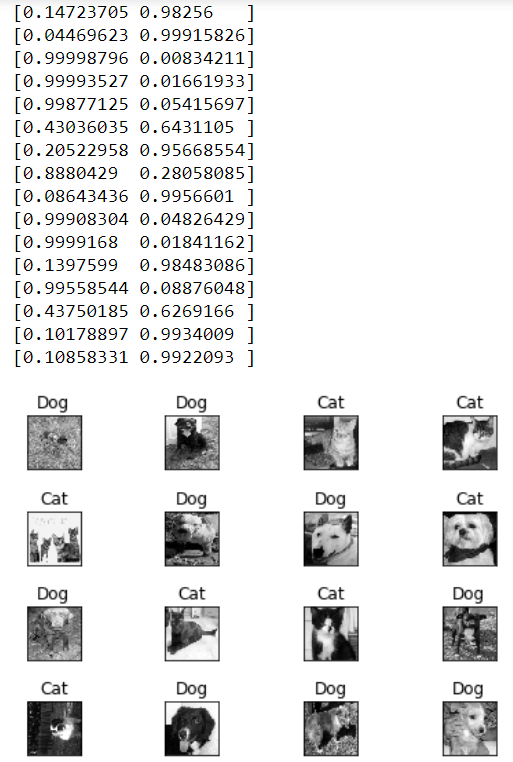 [0.14723705 0.98256   ]
[0.04469623 0.99915826]
[0.99998796 0.00834211]
[0.99993527 0.01661933]
[0.99877125 0.05415697]
[0.43036035 0.6431105 ]
[0.20522958 0.95668554]
[0.8880429  0.28058085]
[0.08643436 0.9956601 ]
[0.99908304 0.04826429]
[0.9999168  0.01841162]
[0.1397599  0.98483086]
[0.99558544 0.08876048]
[0.43750185 0.6269166 ]
[0.10178897 0.9934009 ]
[0.10858331 0.9922093 ]
Dog Dog Cat Cat
Cat Dog Dog Cat
Dog Cat Cat Dog
Cat Dog Dog Dog